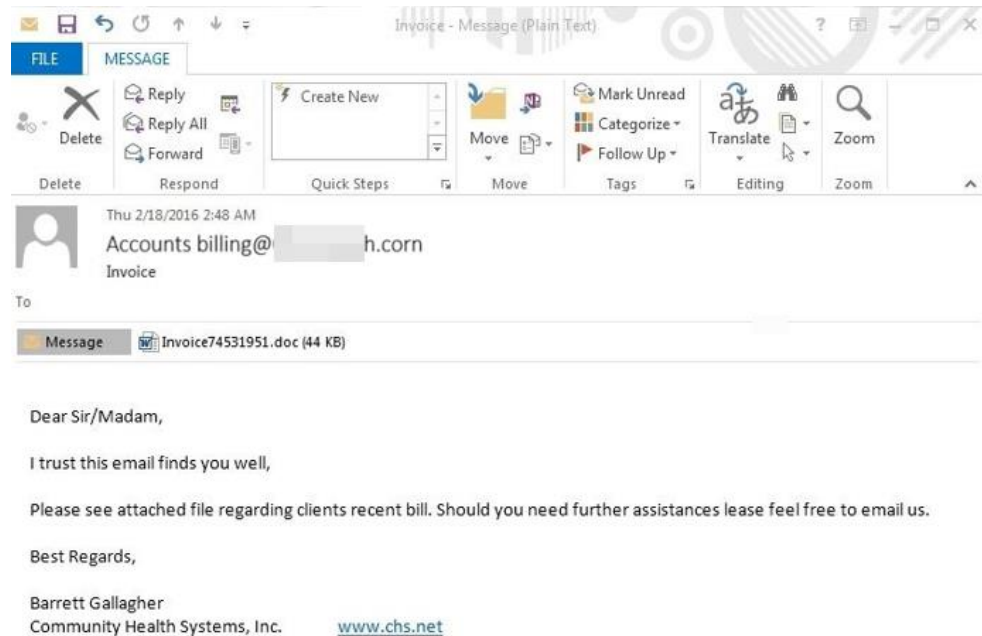 Invoice - Message (Plain Text)
FILE MESSAGE
Delete
Reply
Reply All
Forward
Create New
Move
Mark Unread
Categorize
Follow Up
Translate
Zoom
Delete Respond Quick Steps Move Tags Editing Zoom
Thu 2/18/2016 2:48 AM
Accounts billing@ h.corn
Invoice
To
Message Invoice74531951.doc (44 KB)
Dear Sir/Madam,
I trust this email finds you well,
Please see attached file regarding clients recent bill. Should you need further assistances lease feel free to email us.
Best Regards,
Barrett Gallagher
Community Health Systems, Inc. www.chs.net